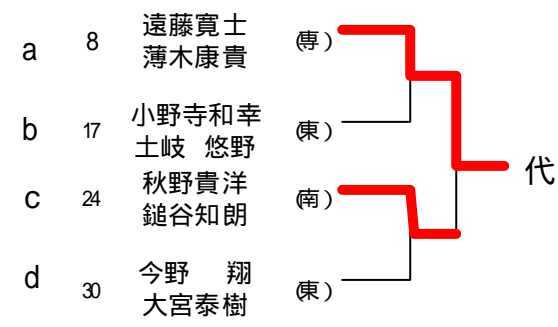 遠藤寛士
a 8 (専)
薄木康貴
小野寺和幸
b 17 (東)
土岐 悠野
秋野貴洋
c 24 (南)
鎚谷知朗
代
今野 翔
d 30 (東)
大宮泰樹